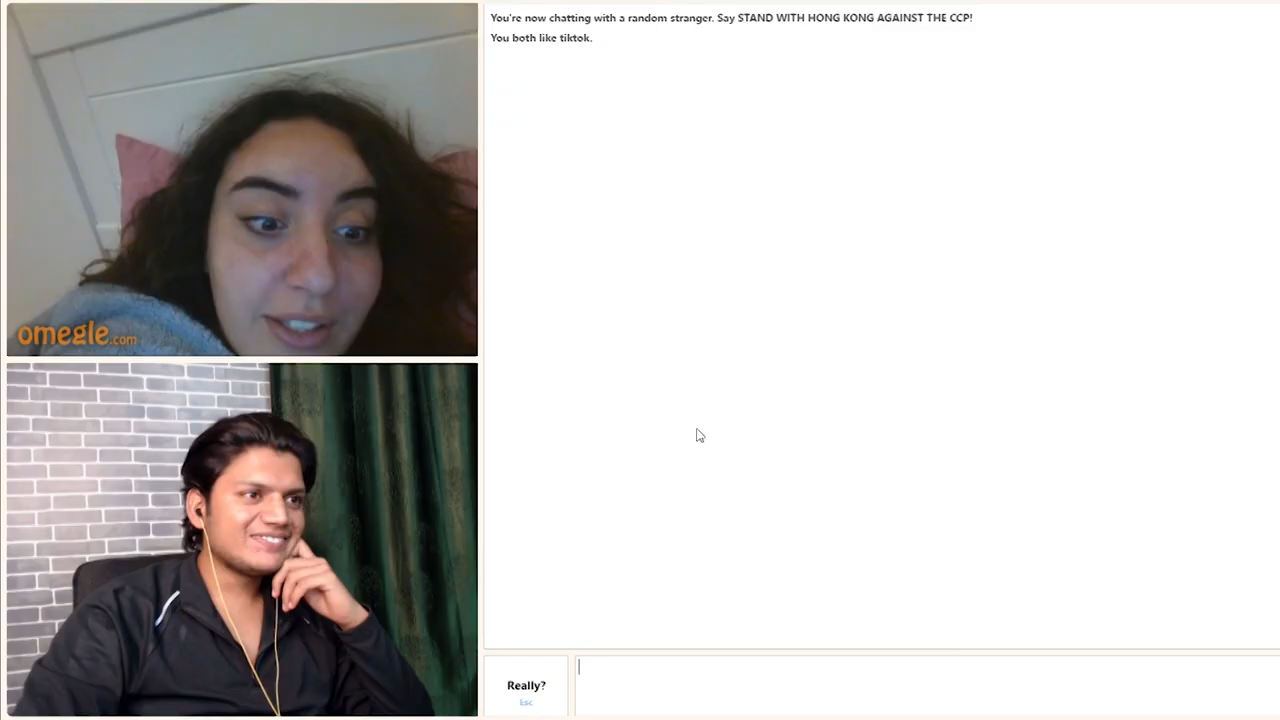 You're now chatting with a random stranger. Say STAND WITH HONG KONG AGAINST THE CCP!
You both like tiktok.
omegle.com
Really?
Esc